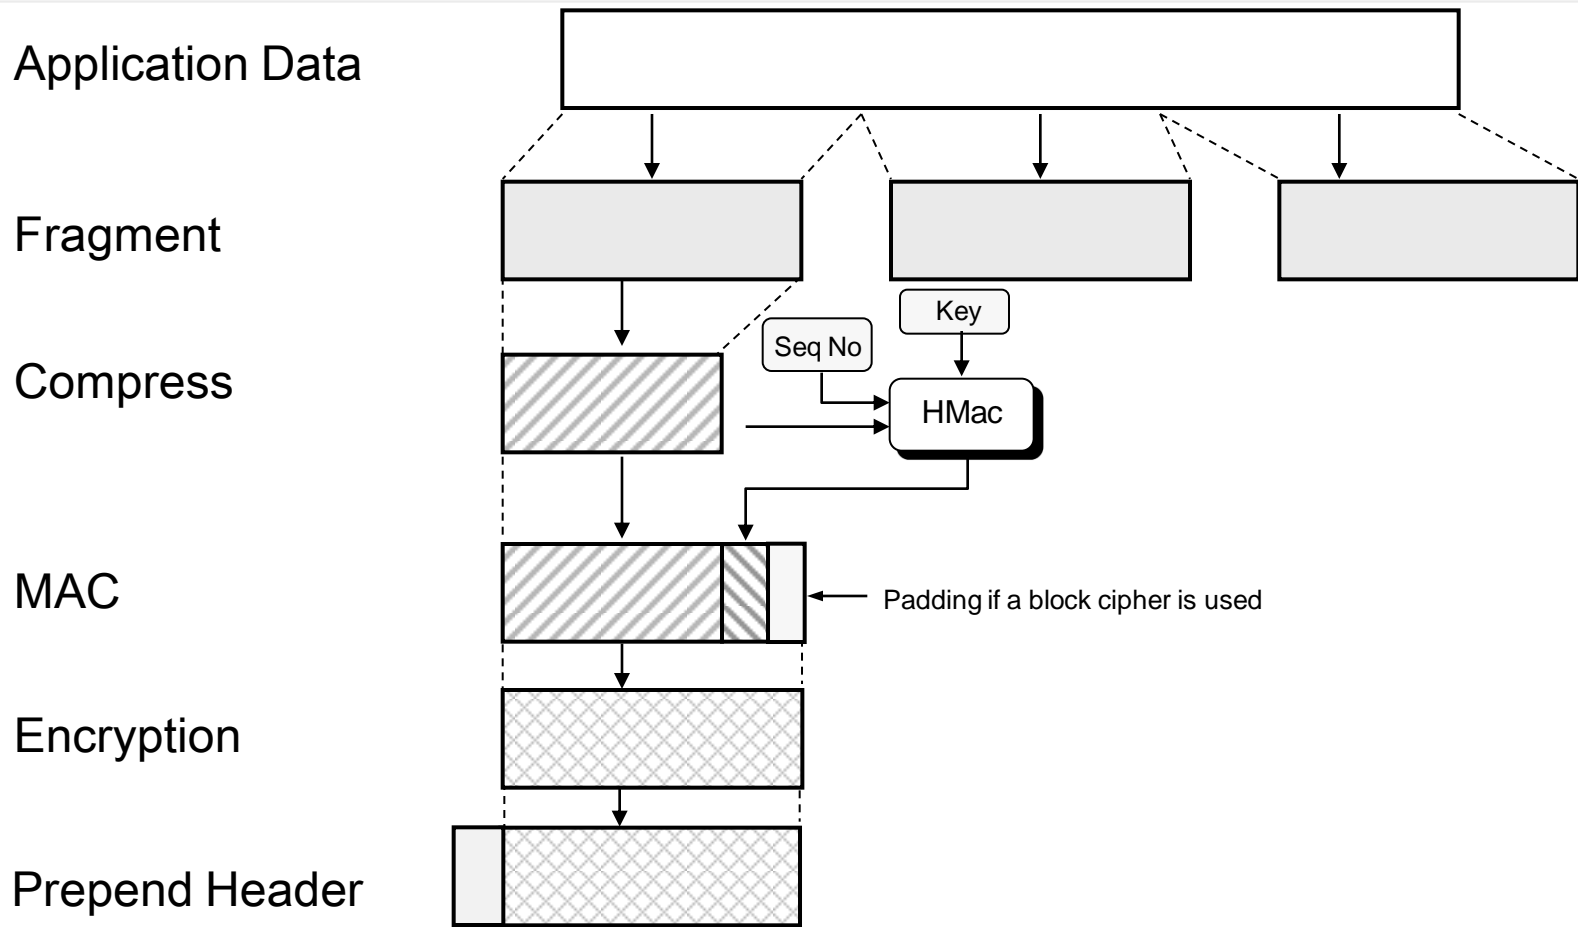 Application Data
Fragment
Key
Seq No
Compress
HMac
MAC
Padding if a block cipher is used
Encryption
Prepend Header